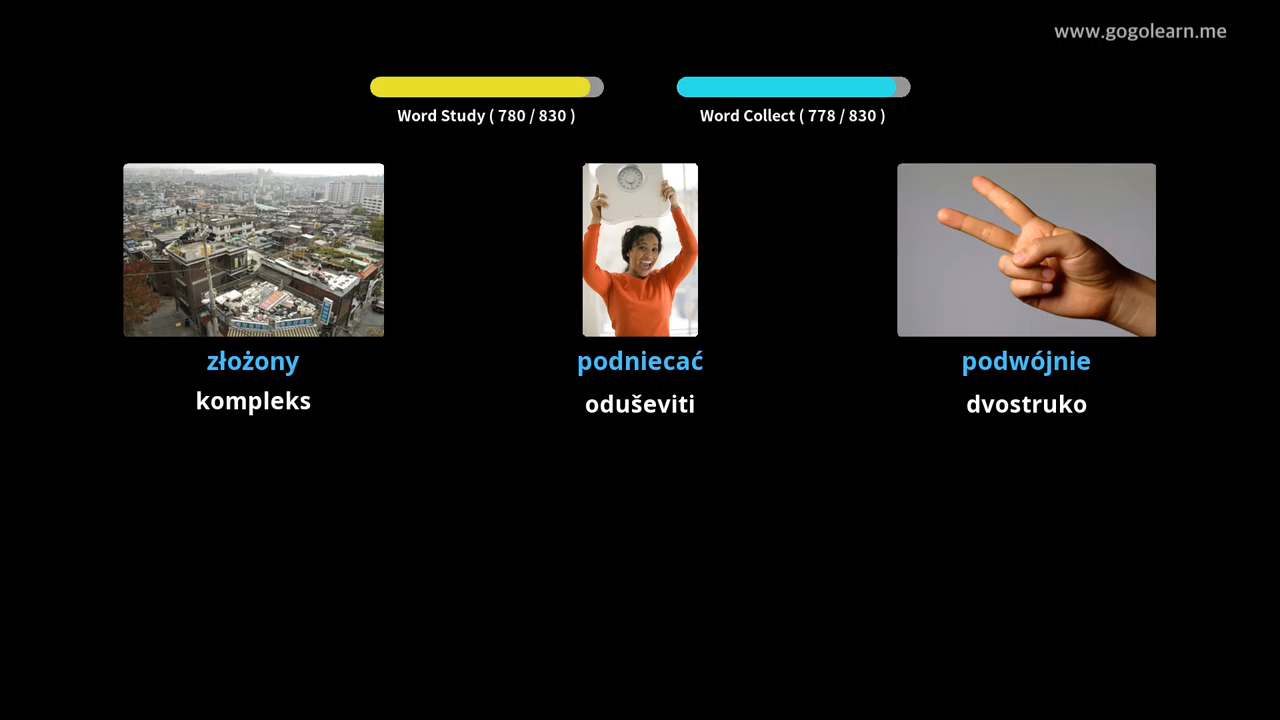 www.gogolearn.me
Word Study ( 780 / 830 )
Word Collect ( 778 / 830 )
złożony
podniecać
podwójnie
kompleks
oduševiti
dvostruko